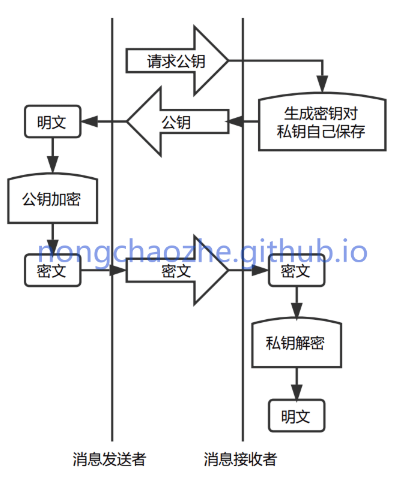 请求公钥
生成密钥对
私钥自己保存
公钥
明文
公钥加密
nongchaozhe.github.io
密文
密文
密文
私钥解密
明文
消息发送者
消息接收者